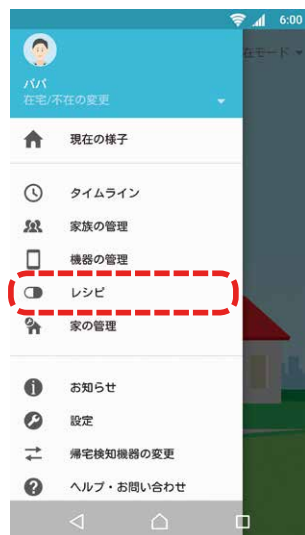 6:00
在モード
パパ
在宅/不在の変更
現在の様子
タイムライン
家族の管理
機器の管理
レシピ
家の管理
お知らせ
設定
帰宅検知機器の変更
ヘルプ・お問い合わせ